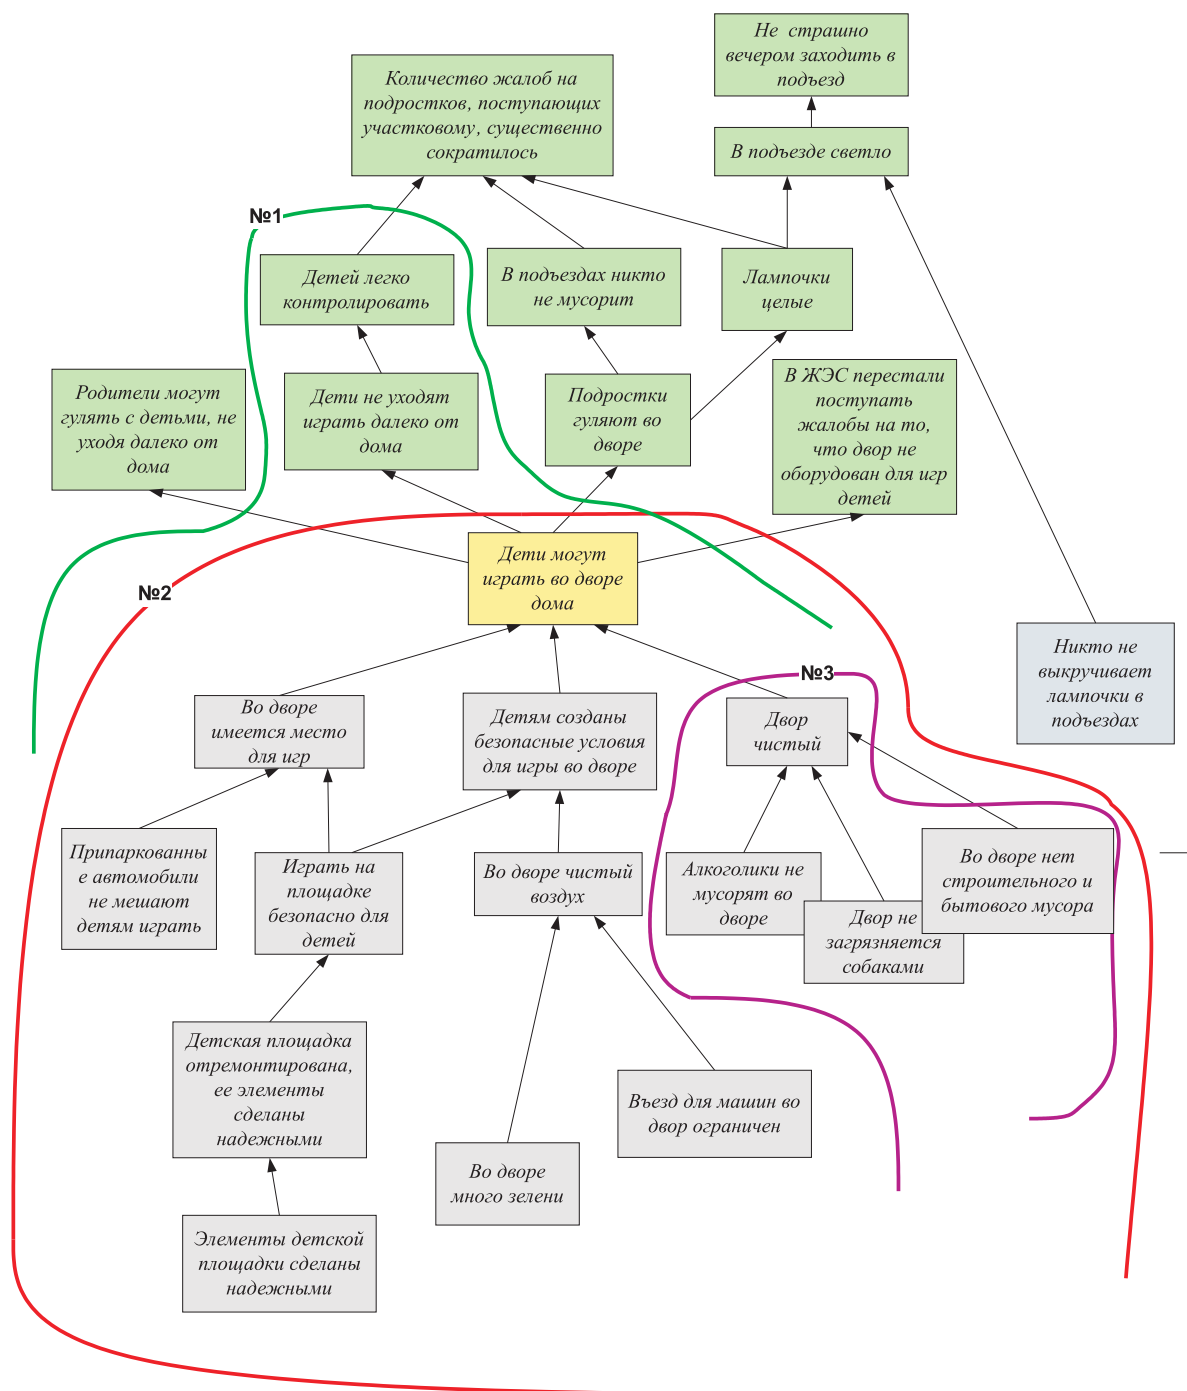 Не страшно
вечером заходить в
подъезд
Количество жалоб на
подростков, поступающих
участковому, существенно
сократилось
В подъезде светло
№1
Детей легко
контролировать
В подъездах никто
не мусорит
Лампочки
целые
Родители могут
гулять с детьми, не
уходя далеко от
дома
Дети не уходят
играть далеко от
дома
Подростки
гуляют во
дворе
В ЖЭС перестали
поступать
жалобы на то,
что двор не
оборудован для игр
детей
Дети могут
играть во дворе
дома
№2
Никто не
выкручивает
лампочки в
подъездах
№3
Во дворе
имеется место
для игр
Детям созданы
безопасные условия
для игры во дворе
Двор
чистый
Припаркованны
е автомобили
не мешают
детям играть
Играть на
площадке
безопасно для
детей
Во дворе чистый
воздух
Алкоголики не
мусорят во
дворе
Двор не
загрязняется
собаками
Во дворе нет
строительного и
бытового мусора
Детская площадка
отремонтирована,
ее элементы
сделаны
надежными
Въезд для машин во
двор ограничен
Во дворе
много зелени
Элементы детской
площадки сделаны
надежными